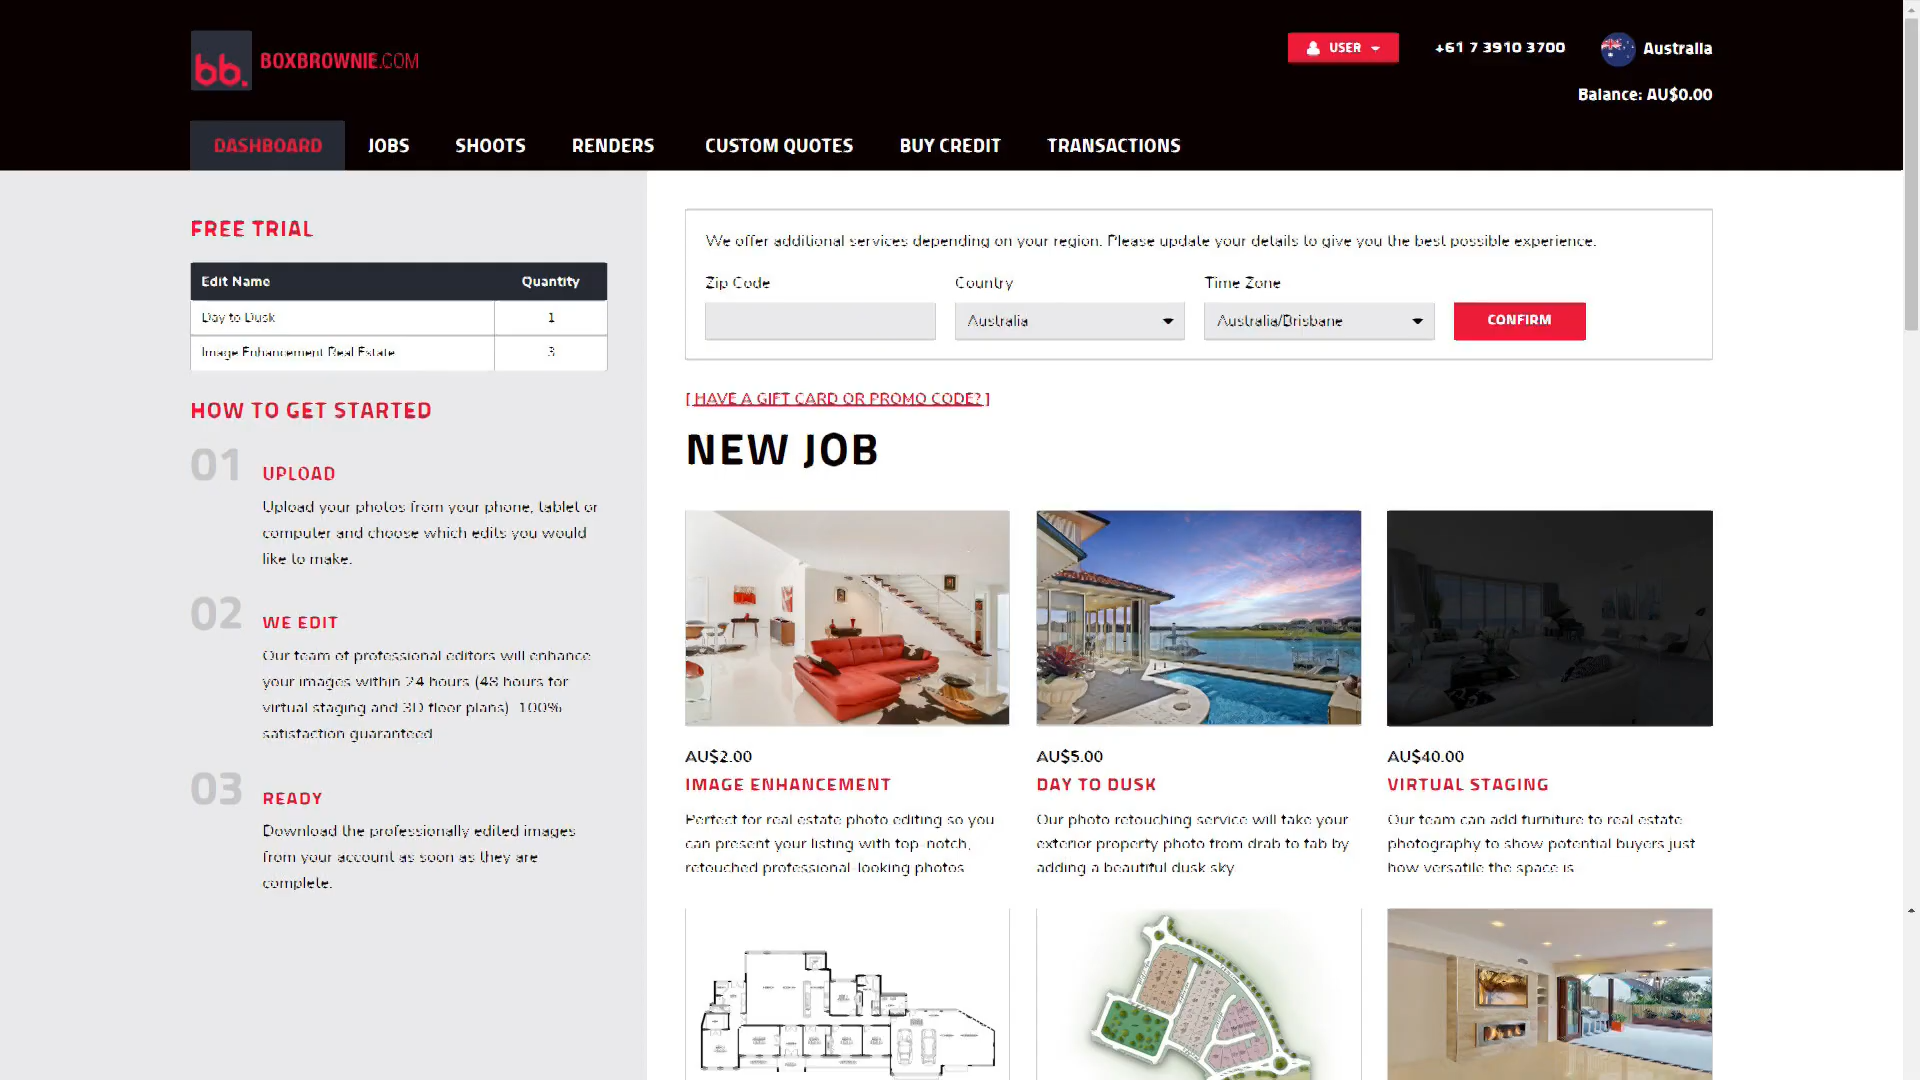 bb. BOXBROWNIE.COM
USER
+61 7 3910 3700
Australia
Balance: AU$0.00
DASHBOARD JOBS SHOOTS RENDERS CUSTOM QUOTES BUY CREDIT TRANSACTIONS
FREE TRIAL
Edit Name Quantity
Day to Dusk 1
Image Enhancement Real Estate 3
HOW TO GET STARTED
01 UPLOAD
Upload your photos from your phone, tablet or
computer and choose which edits you would
like to make.
02 WE EDIT
Our team of professional editors will enhance
your images within 24 hours (48 hours for
virtual staging and 3D floor plans). 100%
satisfaction guaranteed
03 READY
Download the professionally edited images
from your account as soon as they are
complete.
We offer additional services depending on your region. Please update your details to give you the best possible experience.
Zip Code Country Time Zone
Australia Australia/Brisbane CONFIRM
[ HAVE A GIFT CARD OR PROMO CODE? ]
NEW JOB
AU$2.00
IMAGE ENHANCEMENT
Perfect for real estate photo editing so you
can present your listing with top-notch,
retouched professional-looking photos
AU$5.00
DAY TO DUSK
Our photo retouching service will take your
exterior property photo from drab to fab by
adding a beautiful dusk sky
AU$40.00
VIRTUAL STAGING
Our team can add furniture to real estate
photography to show potential buyers just
how versatile the space is